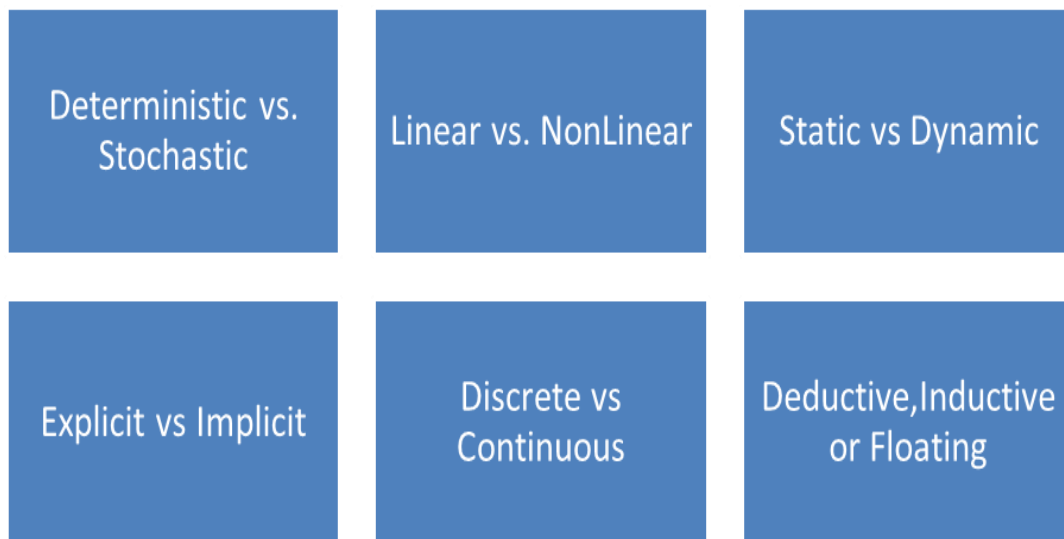 Deterministic vs.
Stochastic
Linear vs. NonLinear
Static vs Dynamic
Explicit vs Implicit
Discrete vs
Continuous
Deductive,Inductive
or Floating